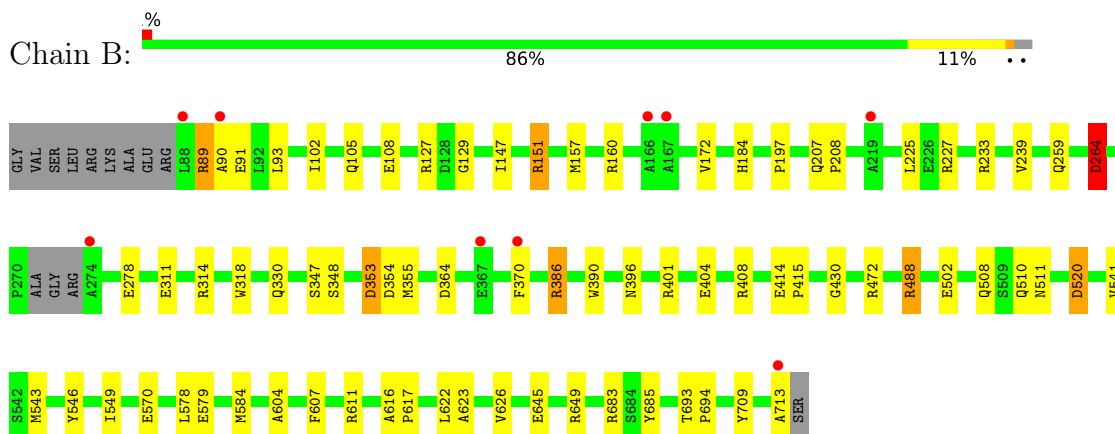 %
Chain B:
86% 11% • •
GLY VAL SER LEU ARG LYS ALA GLU ARG L88 R89 A90 E91 L92 L93 I102 Q105 E108 R127 D128 G129 I147 R151 M157 R160 A166 A167 V172 H184 P197 Q207 P208 A219 L225 E226 R227 R233 V239 Q259 D264
P270 ALA GLY ARG A274 E278 E311 R314 W318 Q330 S347 S348 D353 D354 M355 D364 E367 F370 R386 W390 N396 R401 E404 R408 E414 P415 G430 R472 R488 E502 Q508 S509 Q510 N511 D520
S542 M543 Y546 I549 E570 L578 E579 M584 A604 F607 R611 A616 P617 L622 A623 V626 E645 R649 R683 S684 Y685 T693 P694 Y709 A713 SER